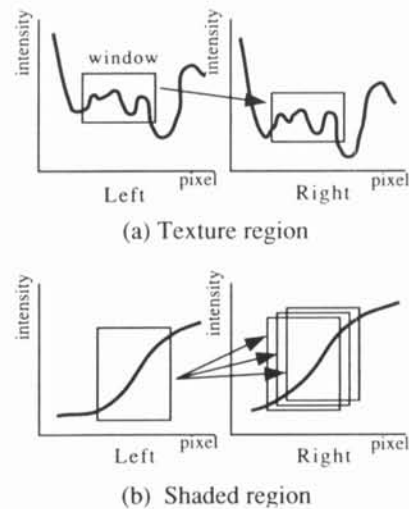 intensity
window
pixel
Left
intensity
pixel
Right
(a) Texture region
intensity
pixel
Left
intensity
pixel
Right
(b) Shaded region